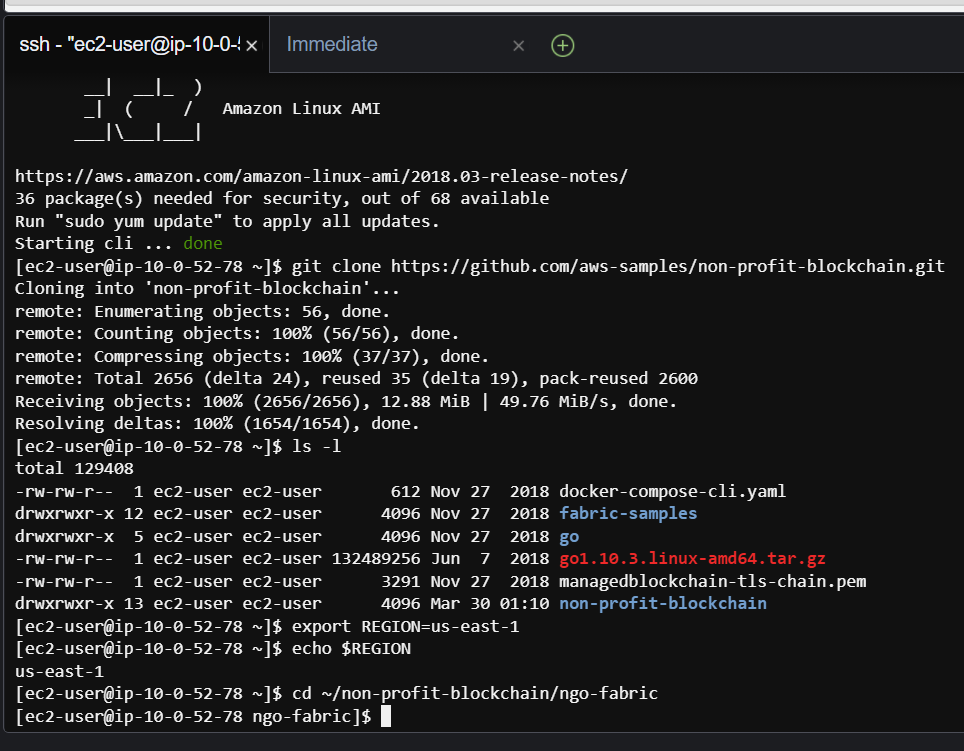 ssh - "ec2-user@ip-10-0-5 × Immediate × +
__|  __|_  )
_|  (     /   Amazon Linux AMI
___|\___|___|
https://aws.amazon.com/amazon-linux-ami/2018.03-release-notes/
36 package(s) needed for security, out of 68 available
Run "sudo yum update" to apply all updates.
Starting cli ... done
[ec2-user@ip-10-0-52-78 ~]$ git clone https://github.com/aws-samples/non-profit-blockchain.git
Cloning into 'non-profit-blockchain'...
remote: Enumerating objects: 56, done.
remote: Counting objects: 100% (56/56), done.
remote: Compressing objects: 100% (37/37), done.
remote: Total 2656 (delta 24), reused 35 (delta 19), pack-reused 2600
Receiving objects: 100% (2656/2656), 12.88 MiB | 49.76 MiB/s, done.
Resolving deltas: 100% (1654/1654), done.
[ec2-user@ip-10-0-52-78 ~]$ ls -l
total 129408
-rw-rw-r--  1 ec2-user ec2-user       612 Nov 27  2018 docker-compose-cli.yaml
drwxrwxr-x 12 ec2-user ec2-user      4096 Nov 27  2018 fabric-samples
drwxrwxr-x  5 ec2-user ec2-user      4096 Nov 27  2018 go
-rw-rw-r--  1 ec2-user ec2-user 132489256 Jun  7  2018 go1.10.3.linux-amd64.tar.gz
-rw-rw-r--  1 ec2-user ec2-user      3291 Nov 27  2018 managedblockchain-tls-chain.pem
drwxrwxr-x 13 ec2-user ec2-user      4096 Mar 30 01:10 non-profit-blockchain
[ec2-user@ip-10-0-52-78 ~]$ export REGION=us-east-1
[ec2-user@ip-10-0-52-78 ~]$ echo $REGION
us-east-1
[ec2-user@ip-10-0-52-78 ~]$ cd ~/non-profit-blockchain/ngo-fabric
[ec2-user@ip-10-0-52-78 ngo-fabric]$